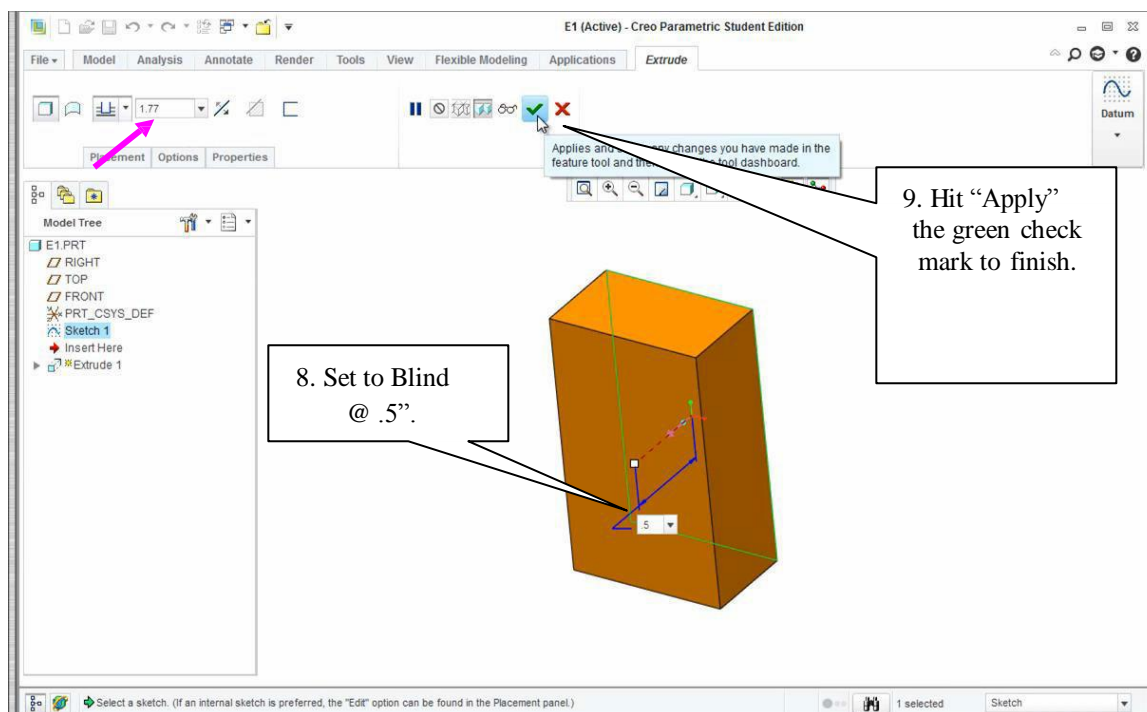 E1 (Active) - Creo Parametric Student Edition
File Model Analysis Annotate Render Tools View Flexible Modeling Applications Extrude
1.77
Datum
Placement Options Properties
Applies and any changes you have made in the
feature tool and then the tool dashboard.
9. Hit “Apply”
the green check
mark to finish.
Model Tree
E1.PRT
RIGHT
TOP
FRONT
PRT_CSYS_DEF
Sketch 1
Insert Here
Extrude 1
8. Set to Blind
@ .5”.
.5
Select a sketch. (If an internal sketch is preferred, the "Edit" option can be found in the Placement panel.)
1 selected
Sketch